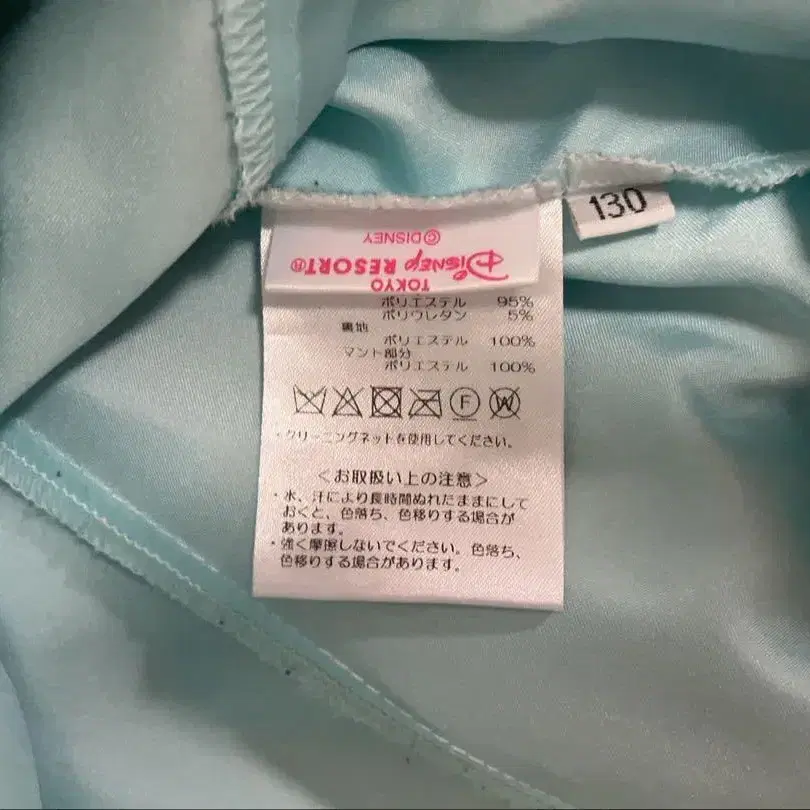 130
©DISNEY
Disney RESORT®
TOKYO
ポリエステル 95%
ポリウレタン 5%
裏地
ポリエステル 100%
マント部分
ポリエステル 100%
F W
・クリーニングネットを使用してください。
<お取扱い上の注意>
・水、汗により長時間ぬれたままにして
おくと、色落ち、色移りする場合が
あります。
・強く摩擦しないでください。色落ち、
色移りする場合があります。